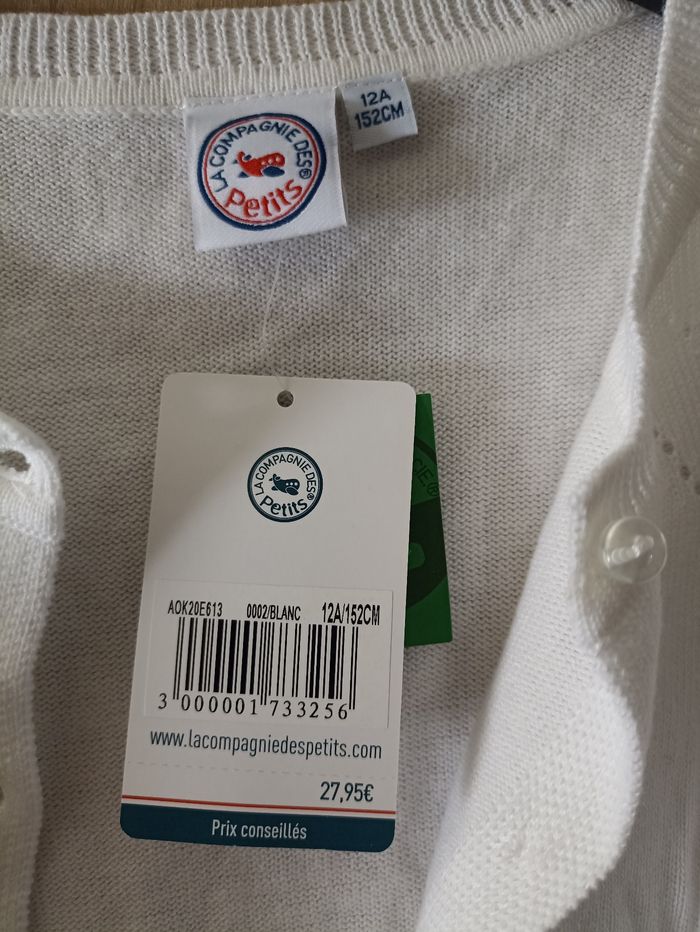 12A
152CM
LA COMPAGNIE DES®
Petits
LA COMPAGNIE DES®
Petits
AOK20E613 0002/BLANC 12A/152CM
3 000001 733256
www.lacompagniedespetits.com
27,95€
Prix conseillés